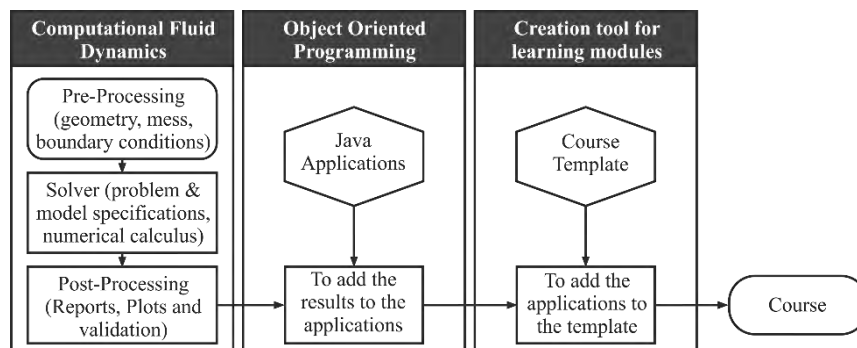 Computational Fluid
Dynamics
Pre-Processing
(geometry, mess,
boundary conditions)
Solver (problem &
model specifications,
numerical calculus)
Post-Processing
(Reports, Plots and
validation)
Object Oriented
Programming
Java
Applications
To add the
results to the
applications
Creation tool for
learning modules
Course
Template
To add the
applications to
the template
Course